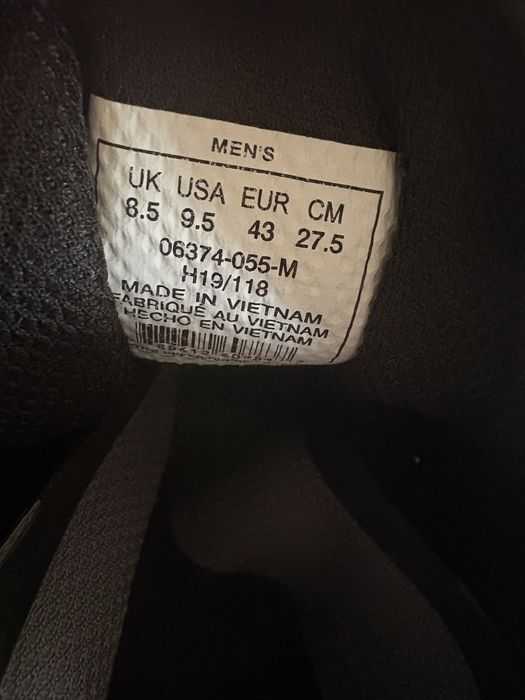 MEN'S
UK USA EUR CM
8.5 9.5 43 27.5
06374-055-M
H19/118
MADE IN VIETNAM
FABRIQUÉ AU VIETNAM
HECHO EN VIETNAM